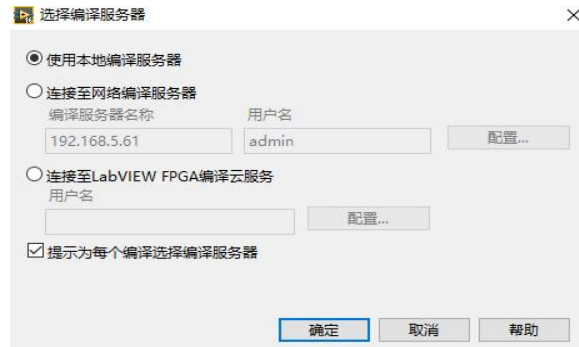 选择编译服务器
使用本地编译服务器
连接至网络编译服务器
编译服务器名称 用户名
192.168.5.61 admin 配置...
连接至LabVIEW FPGA编译云服务
用户名
配置...
提示为每个编译选择编译服务器
确定 取消 帮助